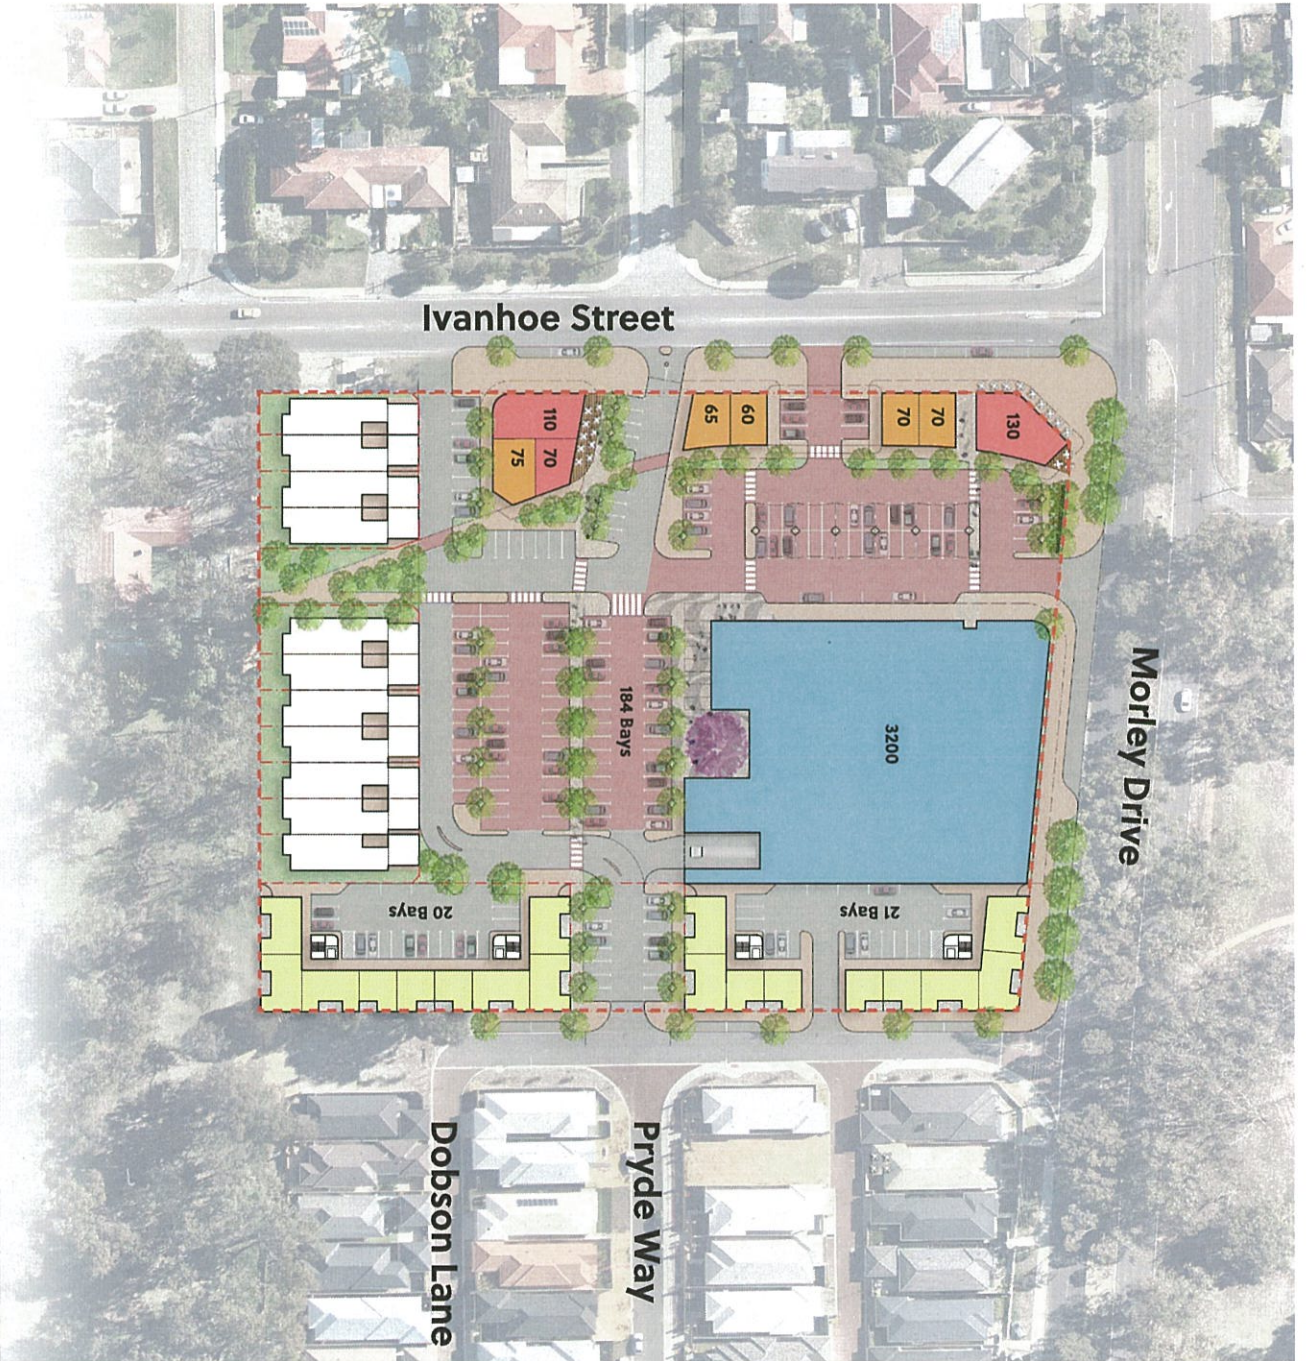 Ivanhoe Street
110
70
75
65
60
70
70
130
184 Bays
3200
Morley Drive
20 Bays
21 Bays
Dobson Lane
Pryde Way